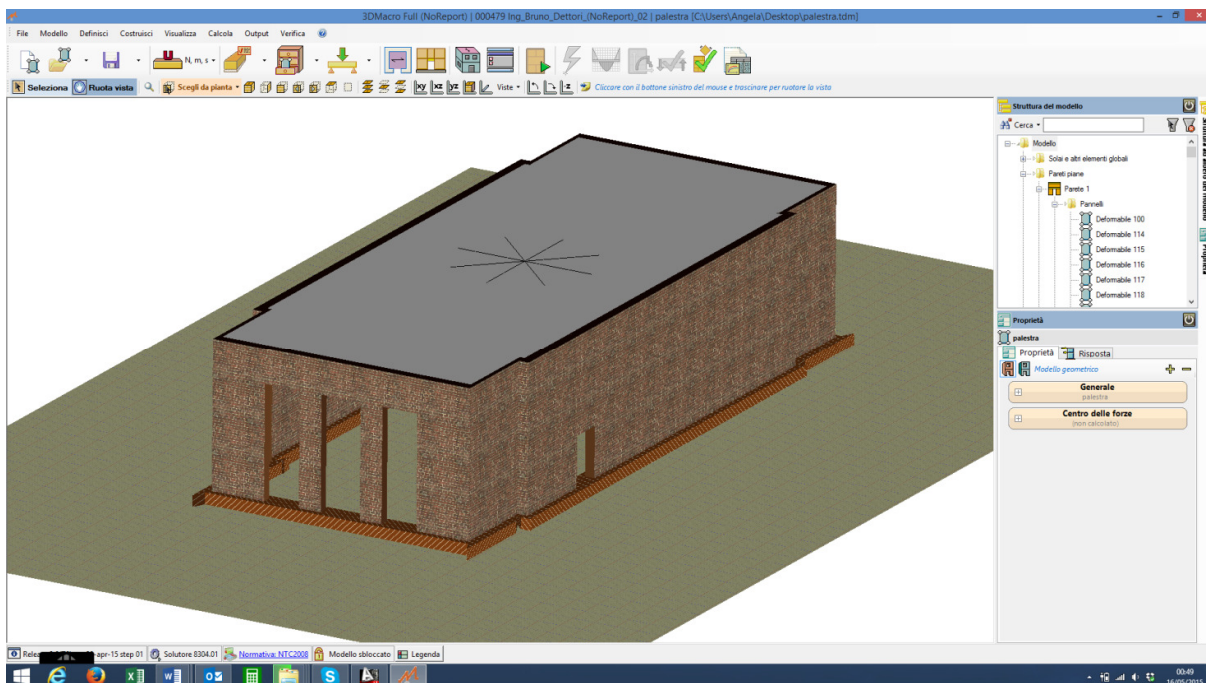 3DMacro Full (NoReport) | 000479 Ing_Bruno_Dettori_(NoReport)_02 | palestra [C:\Users\Angela\Desktop\palestra.tdm]
File Modello Definisci Costruisci Visualizza Calcola Output Verifica
N, m, s
Seleziona Ruota vista Scegli da pianta xy xz yz Viste Cliccare con il bottone sinistro del mouse e trascinare per ruotare la vista
Struttura del modello
Cerca
Modello
Solai e altri elementi globali
Pareti piane
Parete 1
Pannelli
Deformabile 100
Deformabile 114
Deformabile 115
Deformabile 116
Deformabile 117
Deformabile 118
Proprietà
palestra
Proprietà Risposta
Modello geometrico
Generale
palestra
Centro delle forze
(non calcolato)
Proprietà
apr-15 step 01 Solutore 8304.01 Normativa: NTC2008 Modello sbloccato Legenda
00:49
16/05/2015